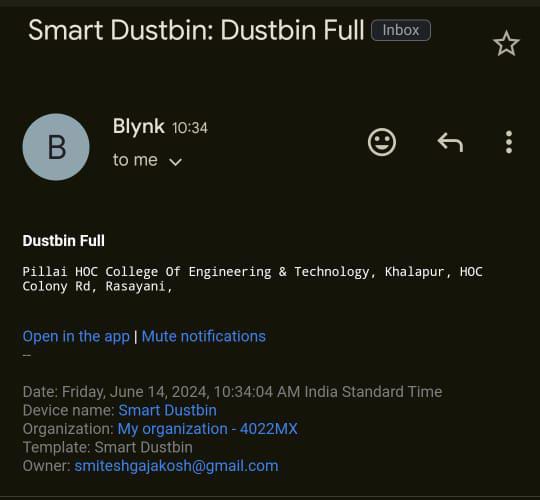 Smart Dustbin: Dustbin Full Inbox
B
Blynk 10:34
to me
Dustbin Full
Pillai HOC College Of Engineering & Technology, Khalapur, HOC
Colony Rd, Rasayani,
Open in the app | Mute notifications
--
Date: Friday, June 14, 2024, 10:34:04 AM India Standard Time
Device name: Smart Dustbin
Organization: My organization - 4022MX
Template: Smart Dustbin
Owner: smiteshgajakosh@gmail.com